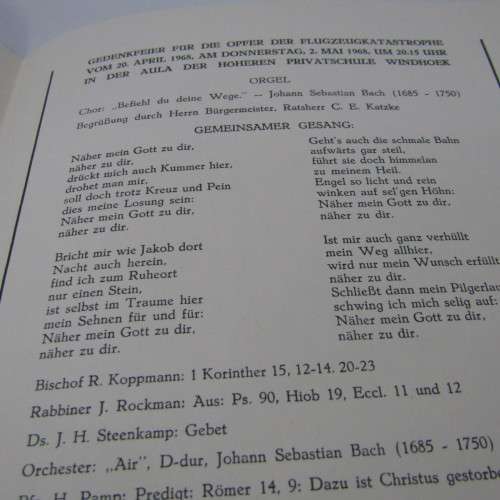 GEDENKFEIER FÜR DIE OPFER DER FLUGZEUGKATASTROPHE
VOM 20. APRIL 1968, AM DONNERSTAG, 2. MAI 1968, UM 20.15 UHR
IN DER AULA DER HOHEREN PRIVATSCHULE WINDHOEK
ORGEL
Chor: „Befiehl du deine Wege." -- Johann Sebastian Bach (1685 - 1750)
Begrüßung durch Herrn Bürgermeister, Ratsherr C. E. Katzke
GEMEINSAMER GESANG:
Näher mein Gott zu dir,
näher zu dir.
drückt mich auch Kummer hier,
drohet man mir,
soll doch trotz Kreuz und Pein
dies meine Losung sein:
Näher mein Gott zu dir,
näher zu dir.
Bricht mir wie Jakob dort
Nacht auch herein,
find ich zum Ruheort
nur einen Stein,
ist selbst im Traume hier
mein Sehnen für und für:
Näher mein Gott zu dir,
näher zu dir.
Geht's auch die schmale Bahn
aufwärts gar steil,
führt sie doch himmelan
zu meinem Heil.
Engel so licht und rein
winken auf sel'gen Höhn:
Näher mein Gott zu dir,
näher zu dir.
Ist mir auch ganz verhüllt
mein Weg allhier,
wird nur mein Wunsch erfüllt
näher zu dir.
Schließt dann mein Pilgerlau
schwing ich mich selig auf:
Näher mein Gott zu dir,
näher zu dir.
Bischof R. Koppmann: 1 Korinther 15, 12-14. 20-23
Rabbiner J. Rockman: Aus: Ps. 90, Hiob 19, Eccl. 11 und 12
Ds. J. H. Steenkamp: Gebet
Orchester: „Air", D-dur, Johann Sebastian Bach (1685 - 1750)
H. Ramp: Predigt: Römer 14, 9: Dazu ist Christus gestorbe